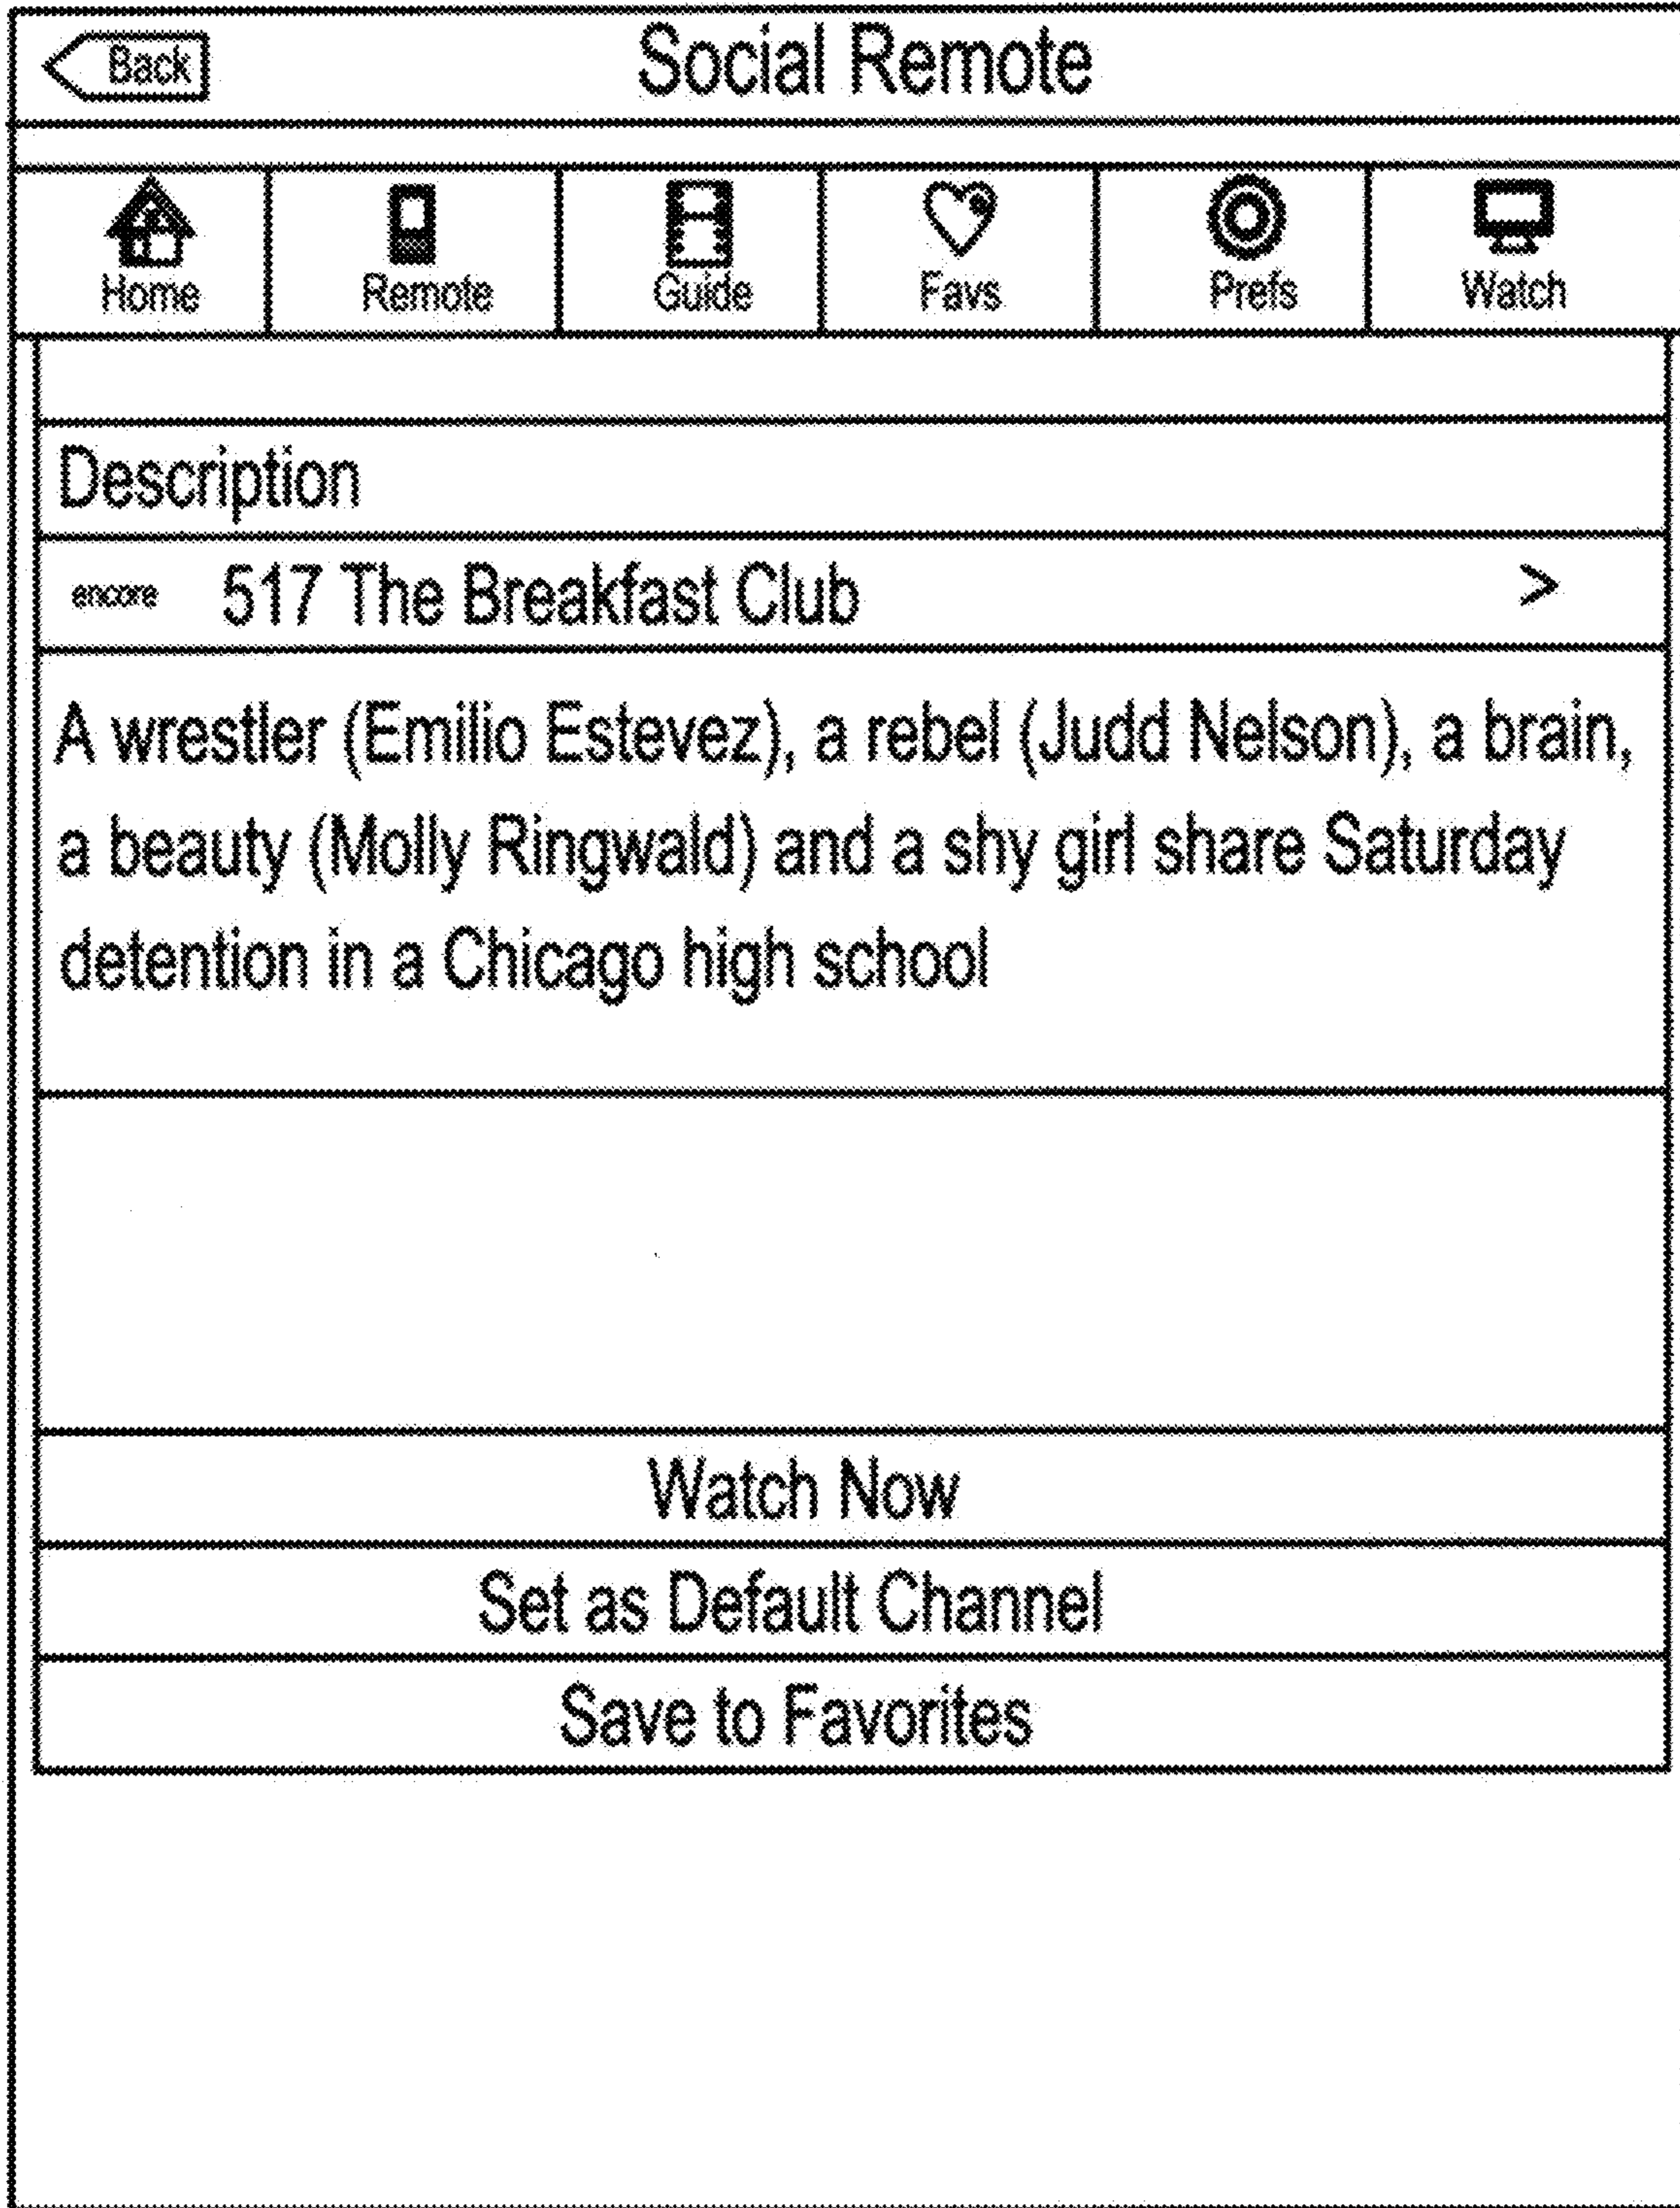 Back
Social Remote
Home Remote Guide Favs Prefs Watch
Description
encore 517 The Breakfast Club >
A wrestler (Emilio Estevez), a rebel (Judd Nelson), a brain,
a beauty (Molly Ringwald) and a shy girl share Saturday
detention in a Chicago high school
Watch Now
Set as Default Channel
Save to Favorites